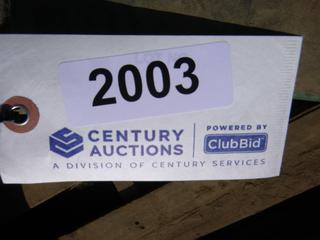 2003
CENTURY
AUCTIONS
POWERED BY
ClubBid
A DIVISION OF CENTURY SERVICES